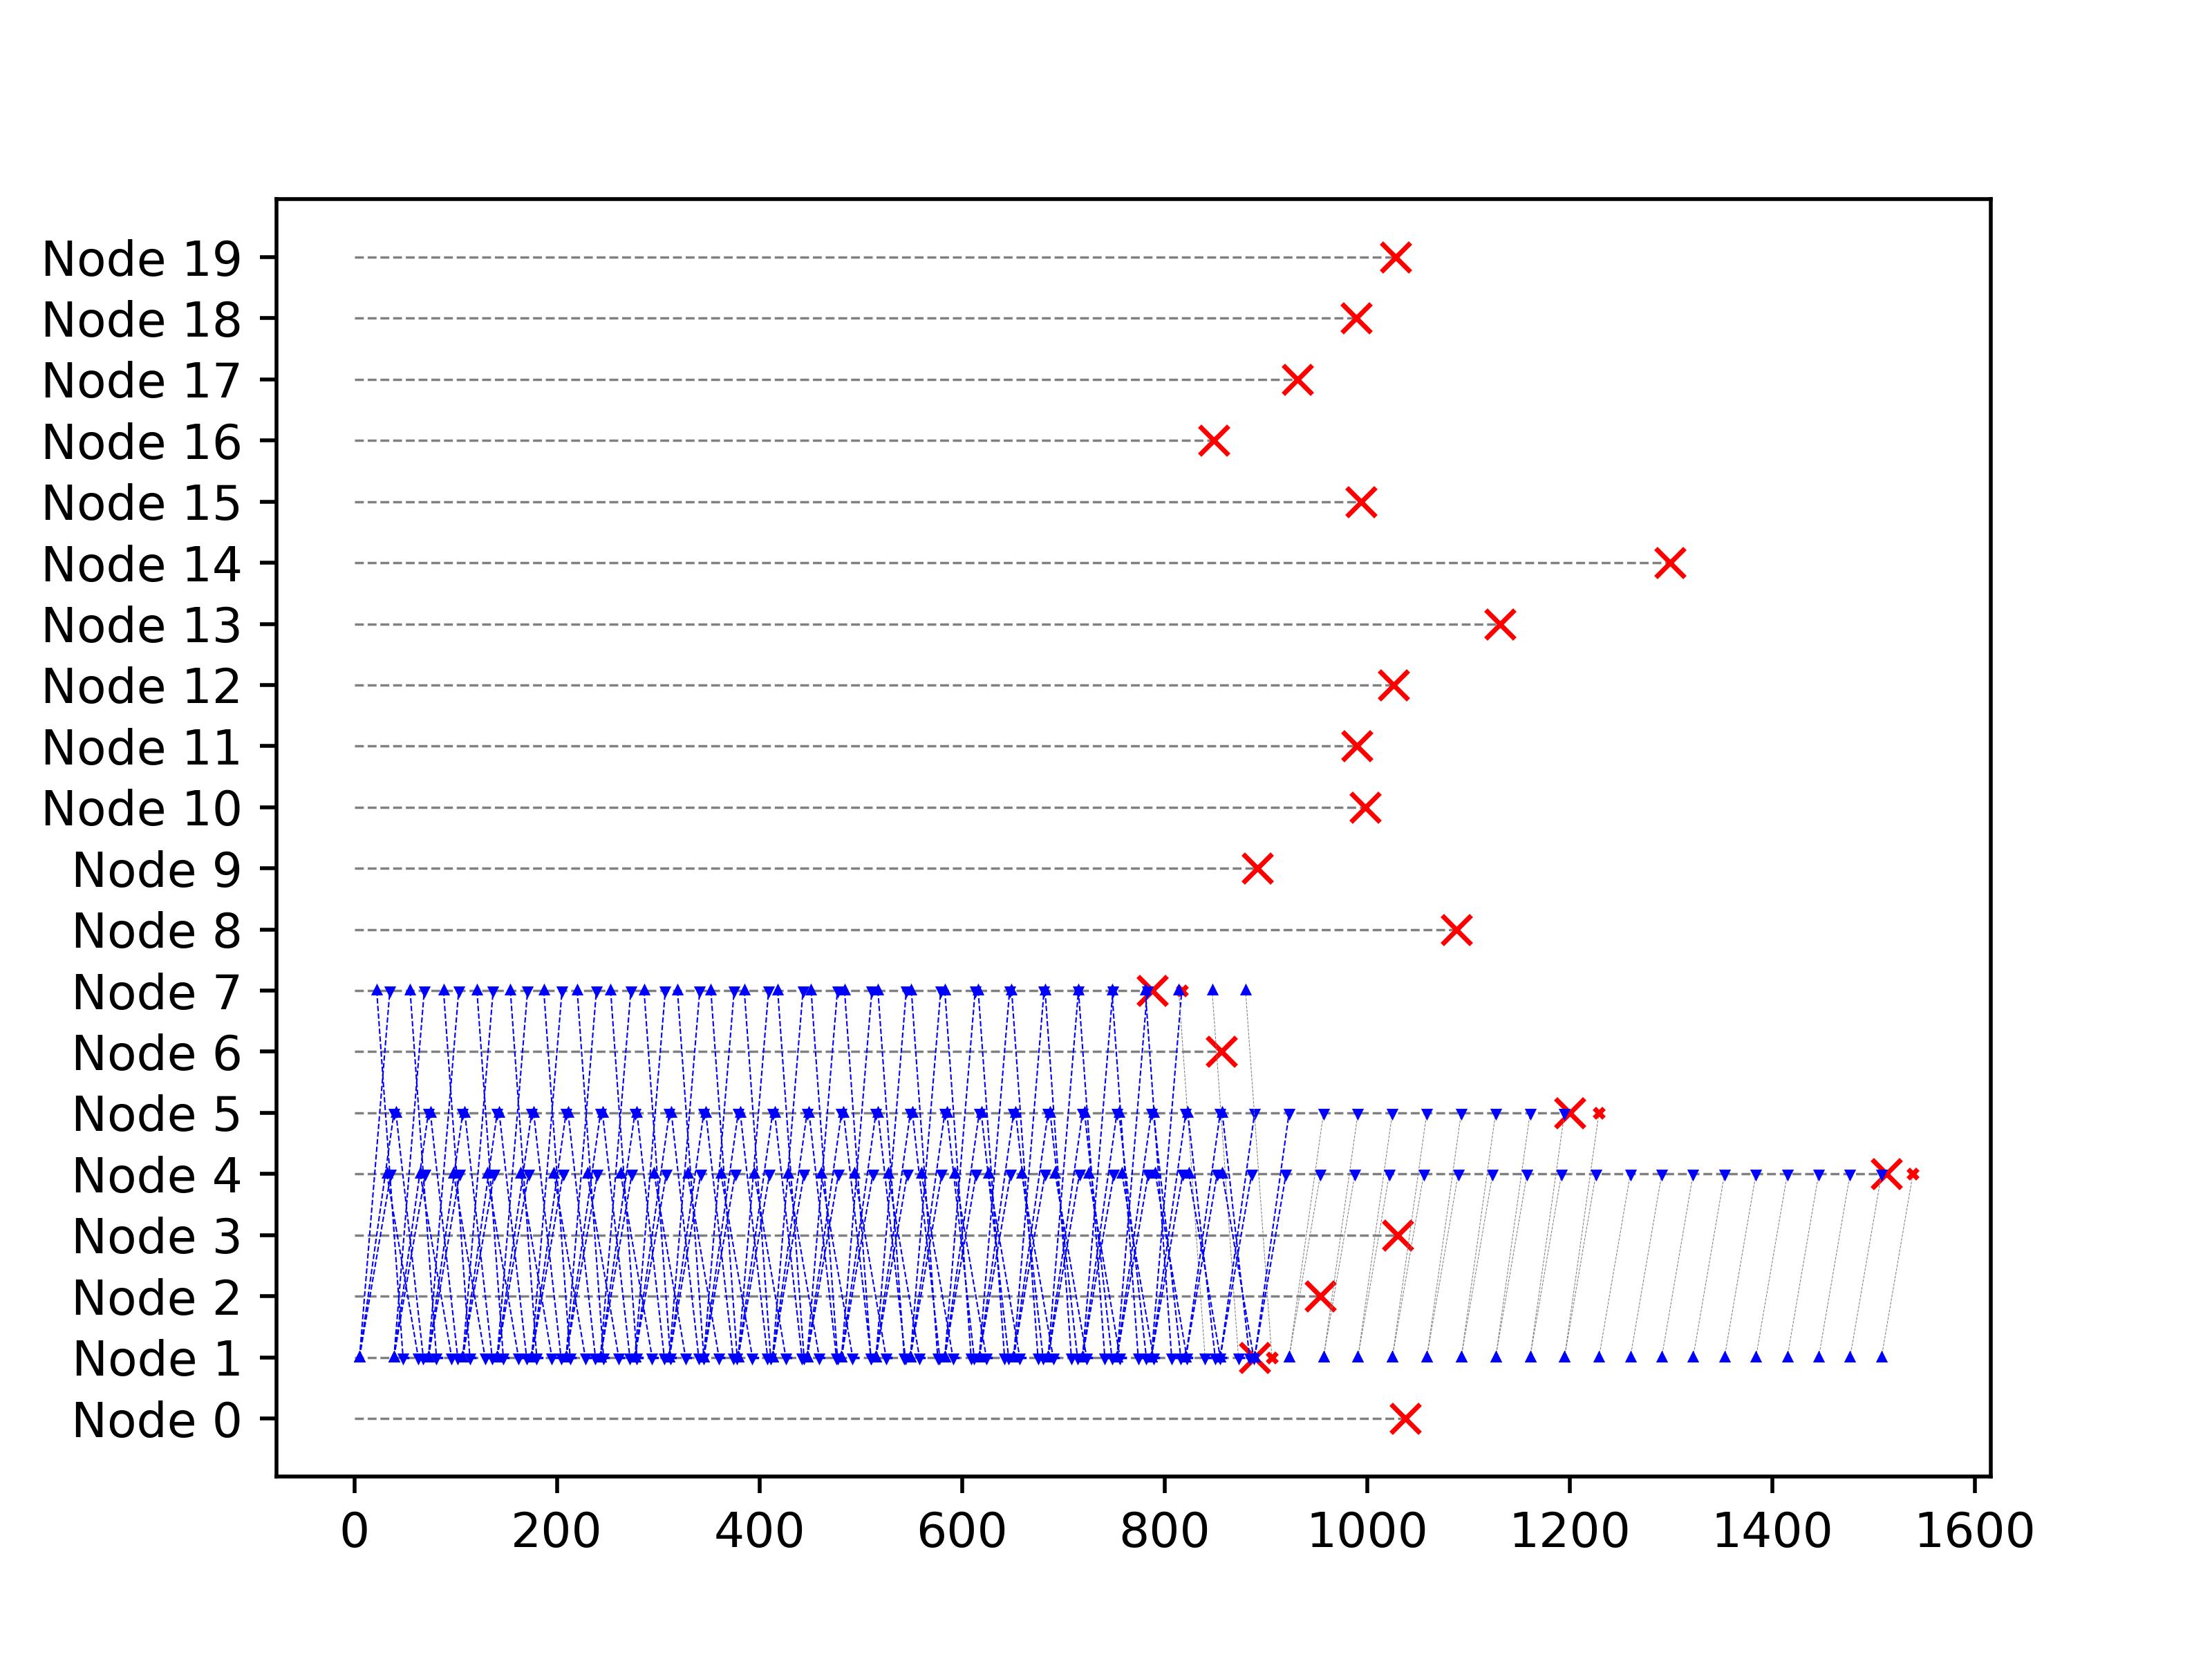 Node 19
Node 18
Node 17
Node 16
Node 15
Node 14
Node 13
Node 12
Node 11
Node 10
Node 9
Node 8
Node 7
Node 6
Node 5
Node 4
Node 3
Node 2
Node 1
Node 0
0 200 400 600 800 1000 1200 1400 1600